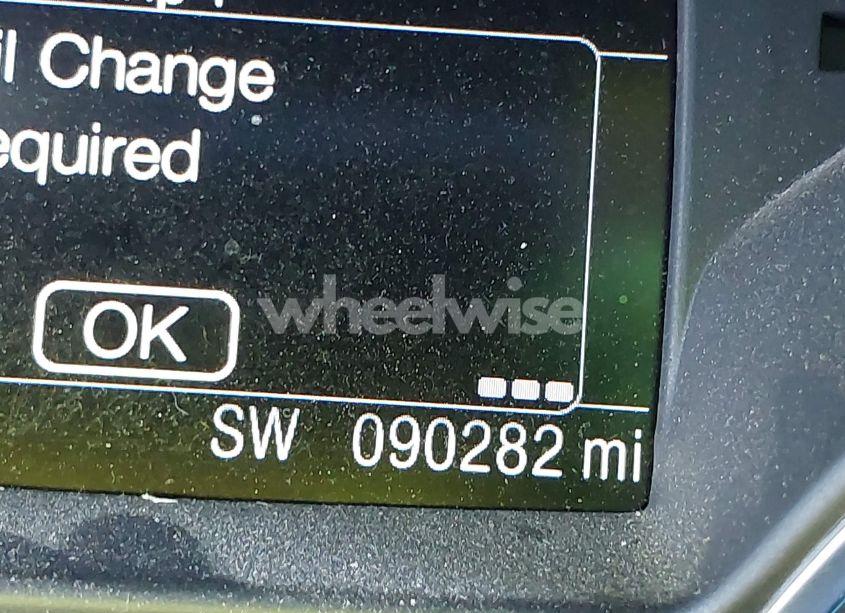 il Change
equired
OK
wheelwise
SW 090282 mi